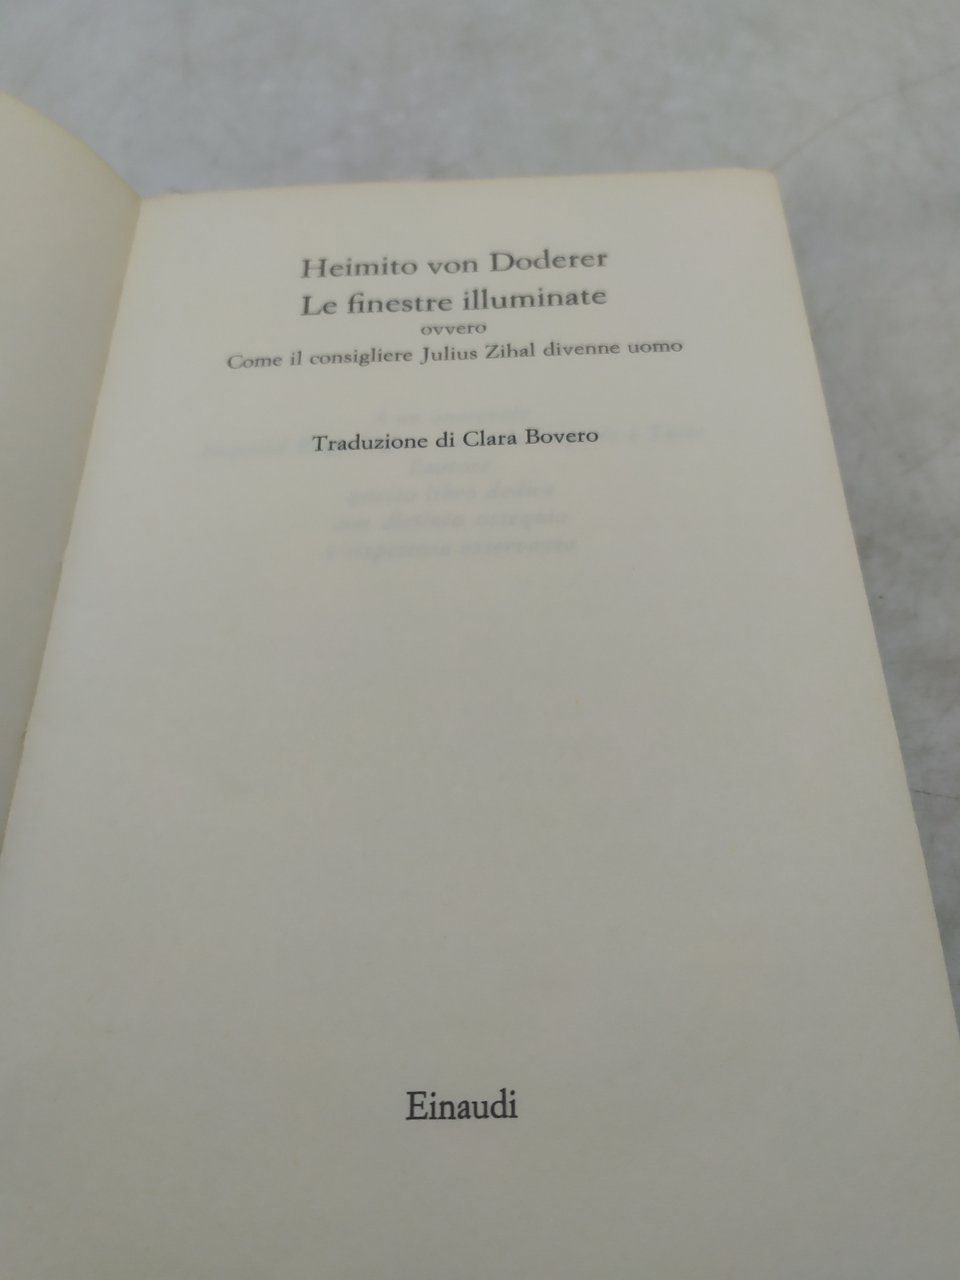 Heimito von Doderer
Le finestre illuminate
ovvero
Come il consigliere Julius Zihal divenne uomo
Traduzione di Clara Bovero
Einaudi